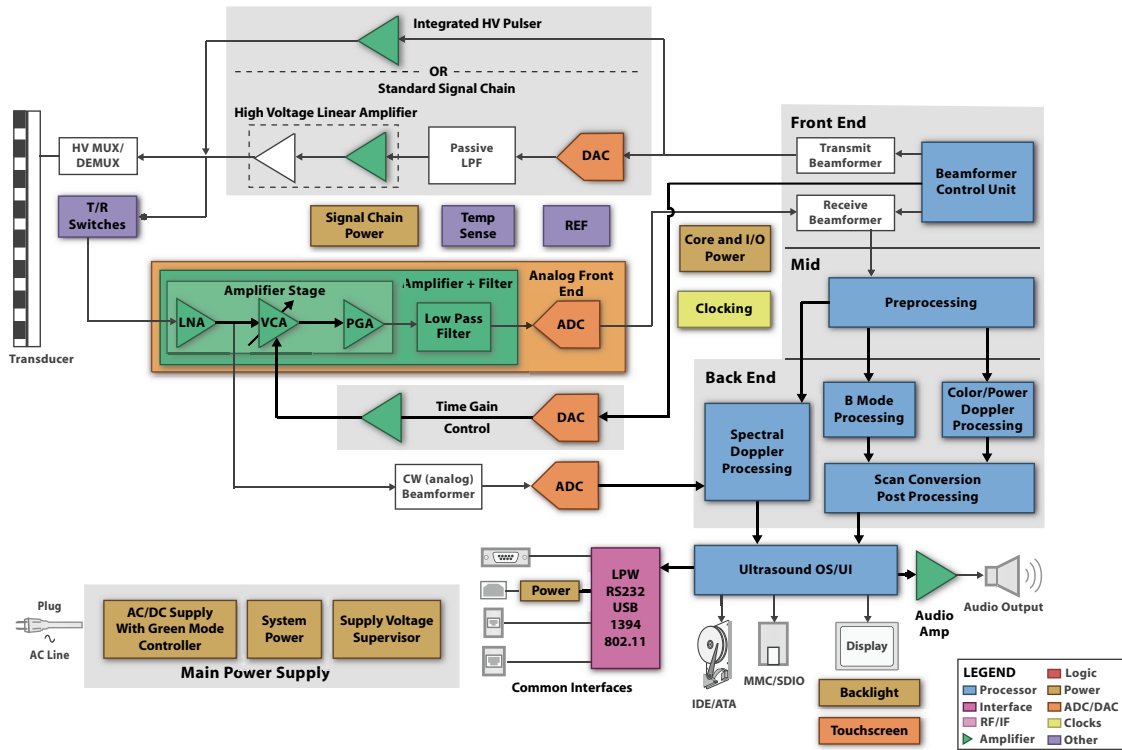 Integrated HV Pulser
OR
Standard Signal Chain
High Voltage Linear Amplifier
HV MUX/
DEMUX
Passive
LPF
DAC
Front End
Transmit
Beamformer
Beamformer
Control Unit
Receive
Beamformer
T/R
Switches
Signal Chain
Power
Temp
Sense
REF
Core and I/O
Power
Mid
Preprocessing
Clocking
Amplifier + Filter
Analog Front
End
Amplifier Stage
LNA
VCA
PGA
Low Pass
Filter
ADC
Transducer
Back End
B Mode
Processing
Color/Power
Doppler
Processing
Time Gain
Control
DAC
Spectral
Doppler
Processing
Scan Conversion
Post Processing
CW (analog)
Beamformer
ADC
Ultrasound OS/UI
Audio
Amp
Audio Output
LPW
RS232
USB
1394
802.11
Power
Common Interfaces
IDE/ATA
MMC/SDIO
Display
Backlight
Touchscreen
Plug
AC Line
AC/DC Supply
With Green Mode
Controller
System
Power
Supply Voltage
Supervisor
Main Power Supply
LEGEND
Processor
Interface
RF/IF
Amplifier
Logic
Power
ADC/DAC
Clocks
Other